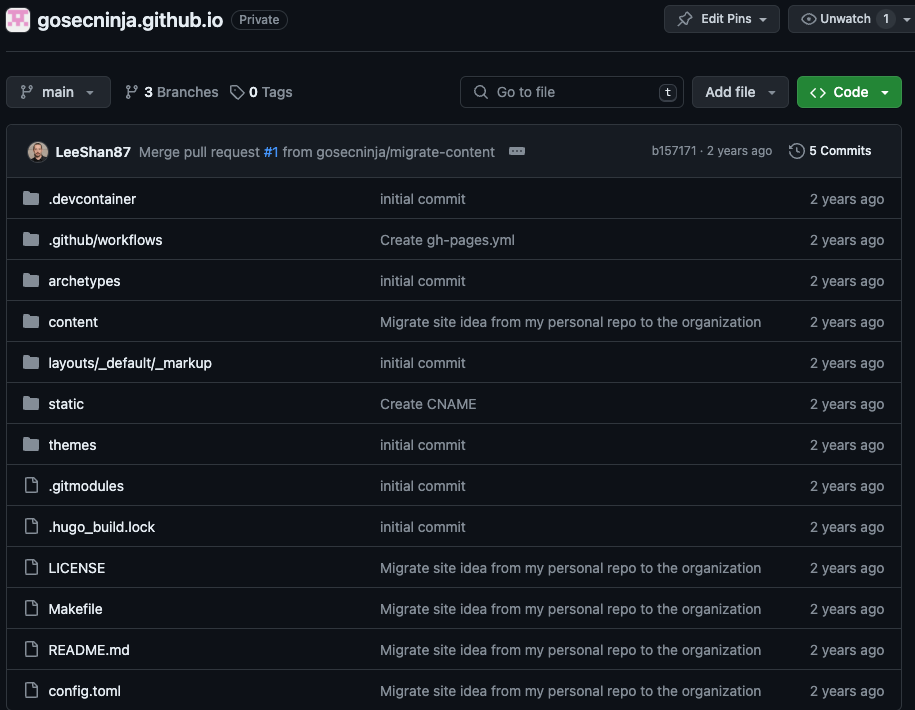 gosecninja.github.io Private Edit Pins Unwatch 1
main 3 Branches 0 Tags Go to file t Add file <> Code
LeeShan87 Merge pull request #1 from gosecninja/migrate-content b157171 · 2 years ago 5 Commits
.devcontainer initial commit 2 years ago
.github/workflows Create gh-pages.yml 2 years ago
archetypes initial commit 2 years ago
content Migrate site idea from my personal repo to the organization 2 years ago
layouts/_default/_markup initial commit 2 years ago
static Create CNAME 2 years ago
themes initial commit 2 years ago
.gitmodules initial commit 2 years ago
.hugo_build.lock initial commit 2 years ago
LICENSE Migrate site idea from my personal repo to the organization 2 years ago
Makefile Migrate site idea from my personal repo to the organization 2 years ago
README.md Migrate site idea from my personal repo to the organization 2 years ago
config.toml Migrate site idea from my personal repo to the organization 2 years ago